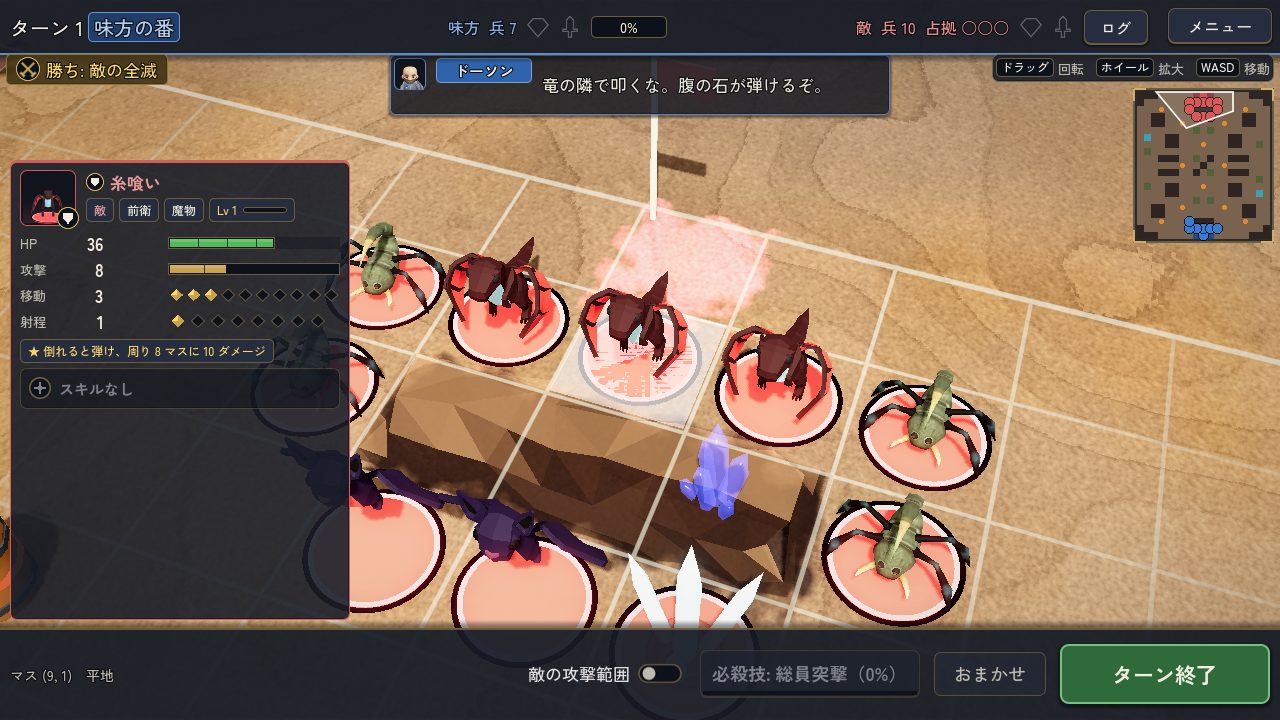 ターン 1 味方の番
味方 兵 7 0%
敵 兵 10 占拠 ○○○
ログ
メニュー
勝ち: 敵の全滅
ドーソン
竜の隣で叩くな。腹の石が弾けるぞ。
ドラッグ 回転 ホイール 拡大 WASD 移動
糸喰い
敵 前衛 魔物 Lv 1
HP 36
攻撃 8
移動 3
射程 1
★ 倒れると弾け、周り 8 マスに 10 ダメージ
スキルなし
マス (9, 1) 平地
敵の攻撃範囲
必殺技: 総員突撃（0%）
おまかせ
ターン終了